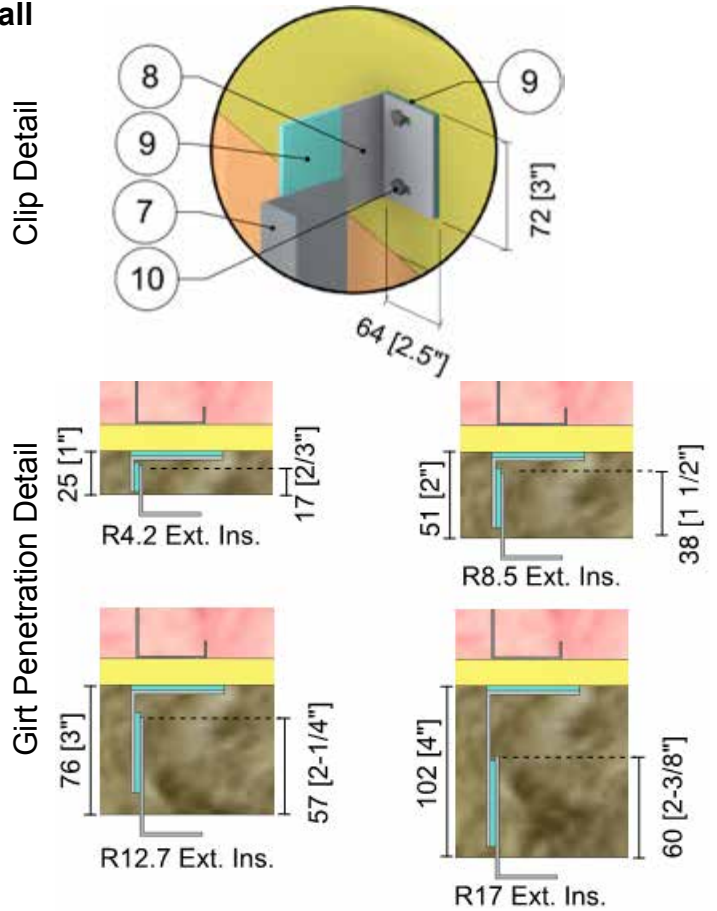 all
Clip Detail
8
9
9
7
10
72 [3"]
64 [2.5"]
Girt Penetration Detail
25 [1"]
17 [2/3"]
R4.2 Ext. Ins.
51 [2"]
38 [1 1/2"]
R8.5 Ext. Ins.
76 [3"]
57 [2-1/4"]
R12.7 Ext. Ins.
102 [4"]
60 [2-3/8"]
R17 Ext. Ins.